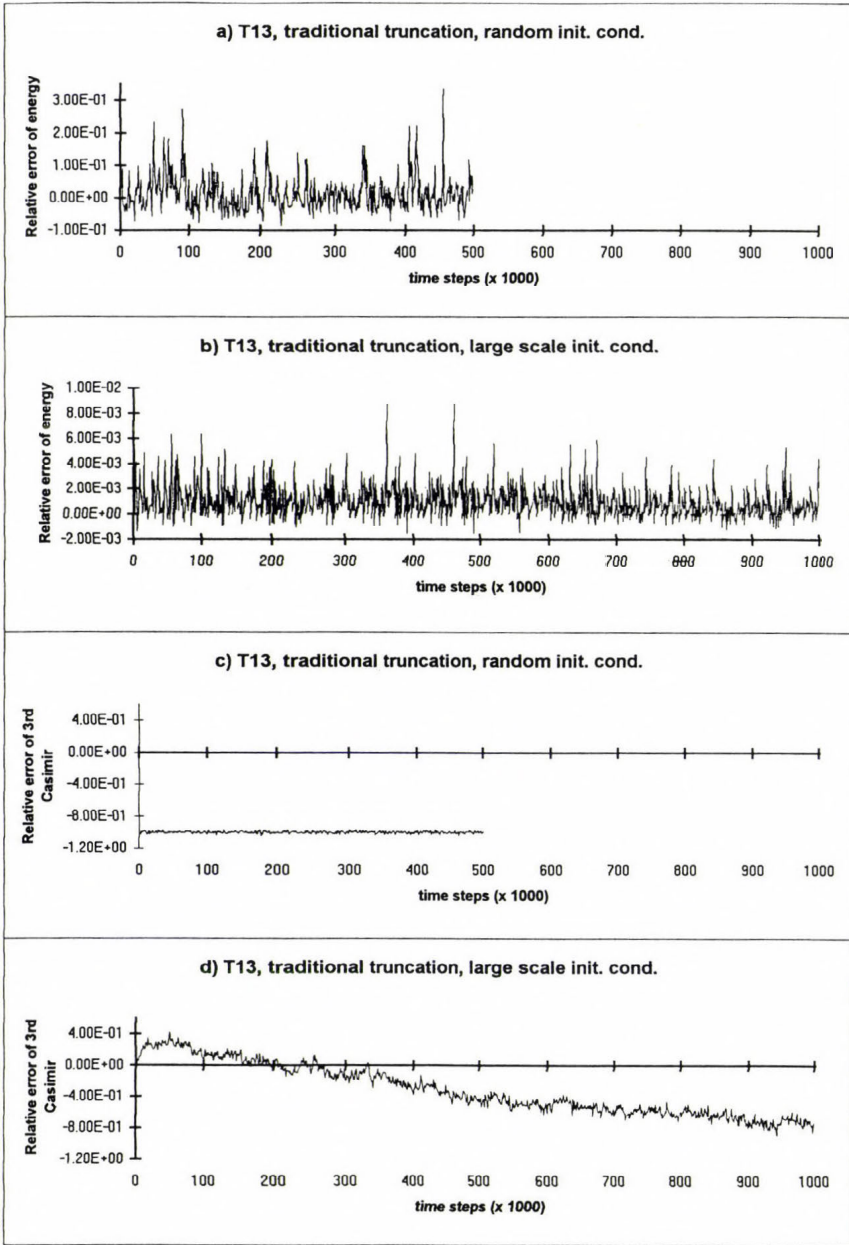 a) T13, traditional truncation, random init. cond.
Relative error of energy
3.00E-01
2.00E-01
1.00E-01
0.00E+00
-1.00E-01
0 100 200 300 400 500 600 700 800 900 1000
time steps (x 1000)
b) T13, traditional truncation, large scale init. cond.
Relative error of energy
1.00E-02
8.00E-03
6.00E-03
4.00E-03
2.00E-03
0.00E+00
-2.00E-03
0 100 200 300 400 500 600 700 800 900 1000
time steps (x 1000)
c) T13, traditional truncation, random init. cond.
Relative error of 3rd
Casimir
4.00E-01
0.00E+00
-4.00E-01
-8.00E-01
-1.20E+00
0 100 200 300 400 500 600 700 800 900 1000
time steps (x 1000)
d) T13, traditional truncation, large scale init. cond.
Relative error of 3rd
Casimir
4.00E-01
0.00E+00
-4.00E-01
-8.00E-01
-1.20E+00
0 100 200 300 400 500 600 700 800 900 1000
time steps (x 1000)